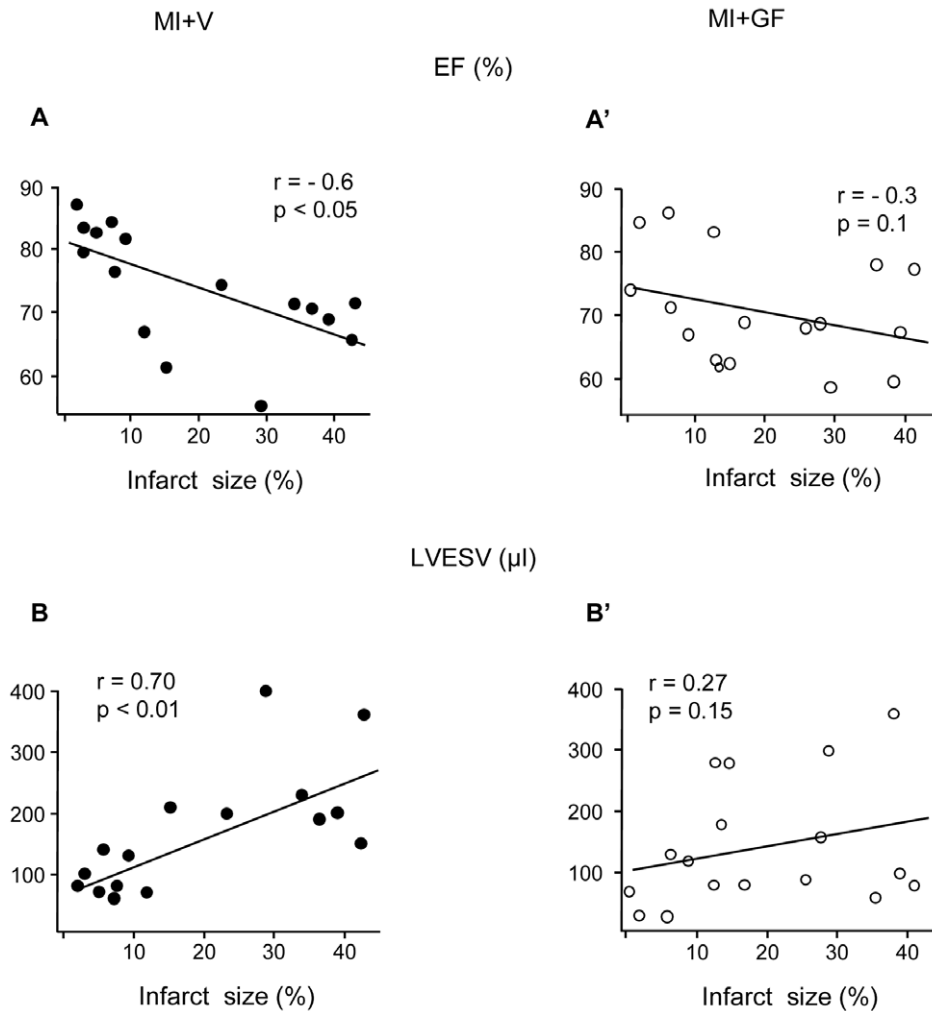 MI+V
MI+GF
EF (%)
A
r = - 0.6
p < 0.05
90
80
70
60
10
20
30
40
Infarct size (%)
A’
r = - 0.3
p = 0.1
90
80
70
60
10
20
30
40
Infarct size (%)
LVESV (µl)
B
r = 0.70
p < 0.01
400
300
200
100
10
20
30
40
Infarct size (%)
B’
r = 0.27
p = 0.15
400
300
200
100
10
20
30
40
Infarct size (%)